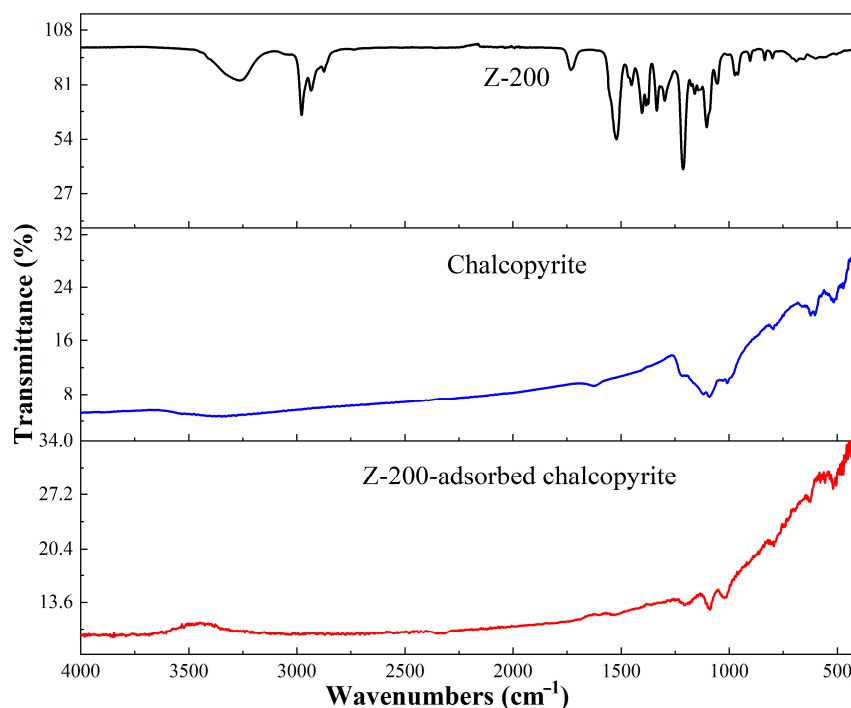 108
81
54
27
Z-200
32
24
16
8
Chalcopyrite
34.0
27.2
20.4
13.6
Z-200-adsorbed chalcopyrite
Transmittance (%)
4000 3500 3000 2500 2000 1500 1000 500
Wavenumbers (cm⁻¹)